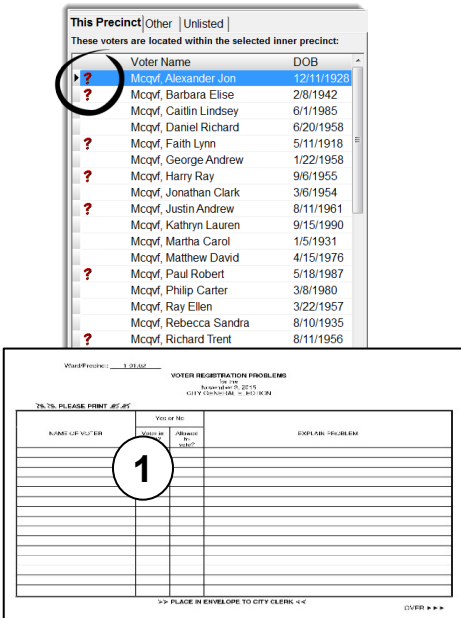 This Precinct Other Unlisted
These voters are located within the selected inner precinct:
Voter Name DOB
? Mcqvf, Alexander Jon 12/11/1928
? Mcqvf, Barbara Elise 2/8/1942
Mcqvf, Caitlin Lindsey 6/1/1985
Mcqvf, Daniel Richard 6/20/1958
? Mcqvf, Faith Lynn 5/11/1918
Mcqvf, George Andrew 1/22/1958
? Mcqvf, Harry Ray 9/6/1955
Mcqvf, Jonathan Clark 3/6/1954
? Mcqvf, Justin Andrew 8/11/1961
Mcqvf, Kathryn Lauren 9/15/1990
Mcqvf, Martha Carol 1/5/1931
Mcqvf, Matthew David 4/15/1976
? Mcqvf, Paul Robert 5/18/1987
Mcqvf, Philip Carter 3/8/1980
Mcqvf, Ray Ellen 3/22/1957
Mcqvf, Rebecca Sandra 8/10/1935
? Mcqvf, Richard Trent 8/11/1956
Ward/Precinct:
VOTER REGISTRATION PROBLEMS
for the
CITY GENERAL ELECTION
PLEASE PRINT
Yes or No
NAME OF VOTER Voter in Allowed to vote? EXPLAIN PROBLEM
1
>> PLACE IN ENVELOPE TO CITY CLERK <<
OVER ►►►